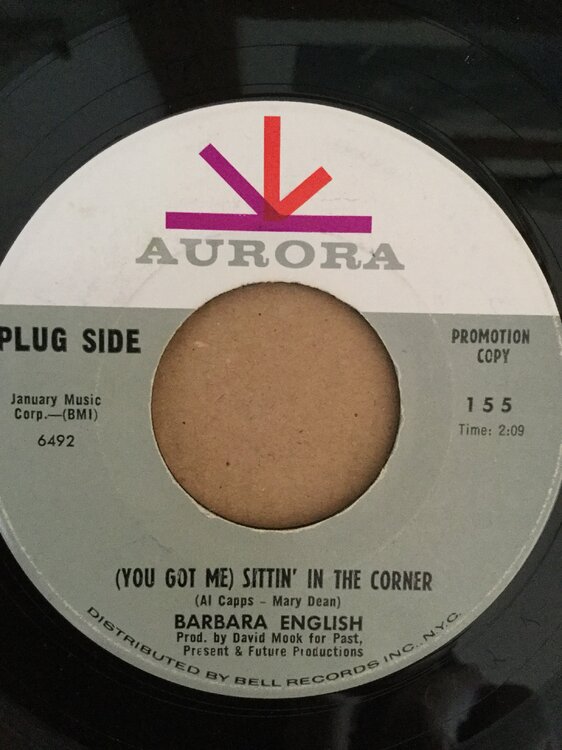 AURORA
PLUG SIDE
PROMOTION
COPY
January Music
Corp.—(BMI)
6492
155
Time: 2:09
(YOU GOT ME) SITTIN' IN THE CORNER
(Al Capps – Mary Dean)
BARBARA ENGLISH
Prod. by David Mook for Past,
Present & Future Productions
DISTRIBUTED BY BELL RECORDS INC., N.Y.C.